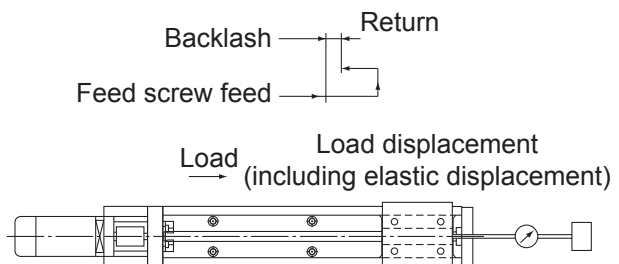 Backlash
Return
Feed screw feed
Load displacement
Load
(including elastic displacement)